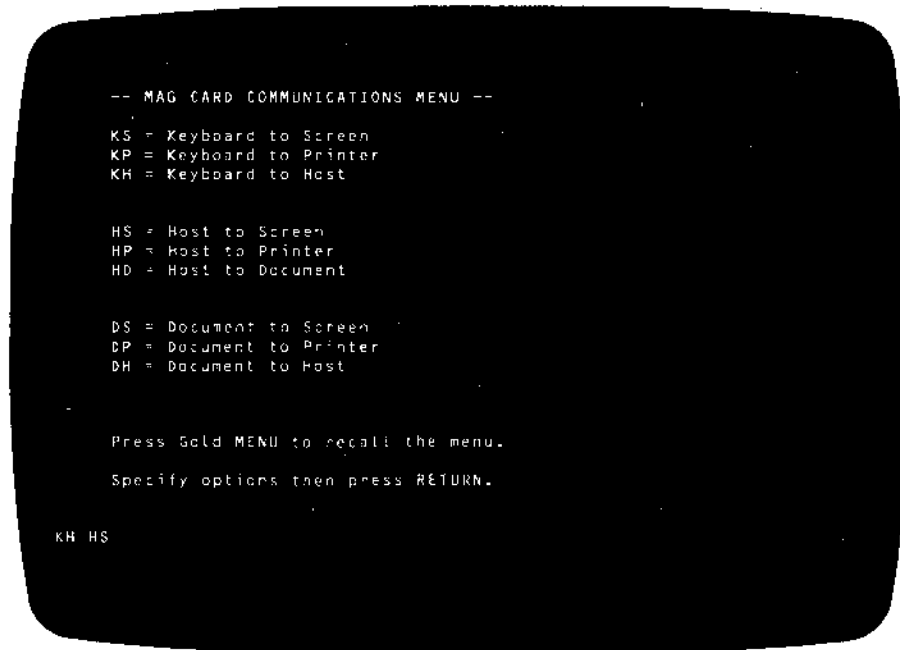 -- MAG CARD COMMUNICATIONS MENU --
KS = Keyboard to Screen
KP = Keyboard to Printer
KH = Keyboard to Host
HS = Host to Screen
HP = Host to Printer
HD = Host to Document
DS = Document to Screen
DP = Document to Printer
DH = Document to Host
Press Gold MENU to recall the menu.
Specify options then press RETURN.
KH HS